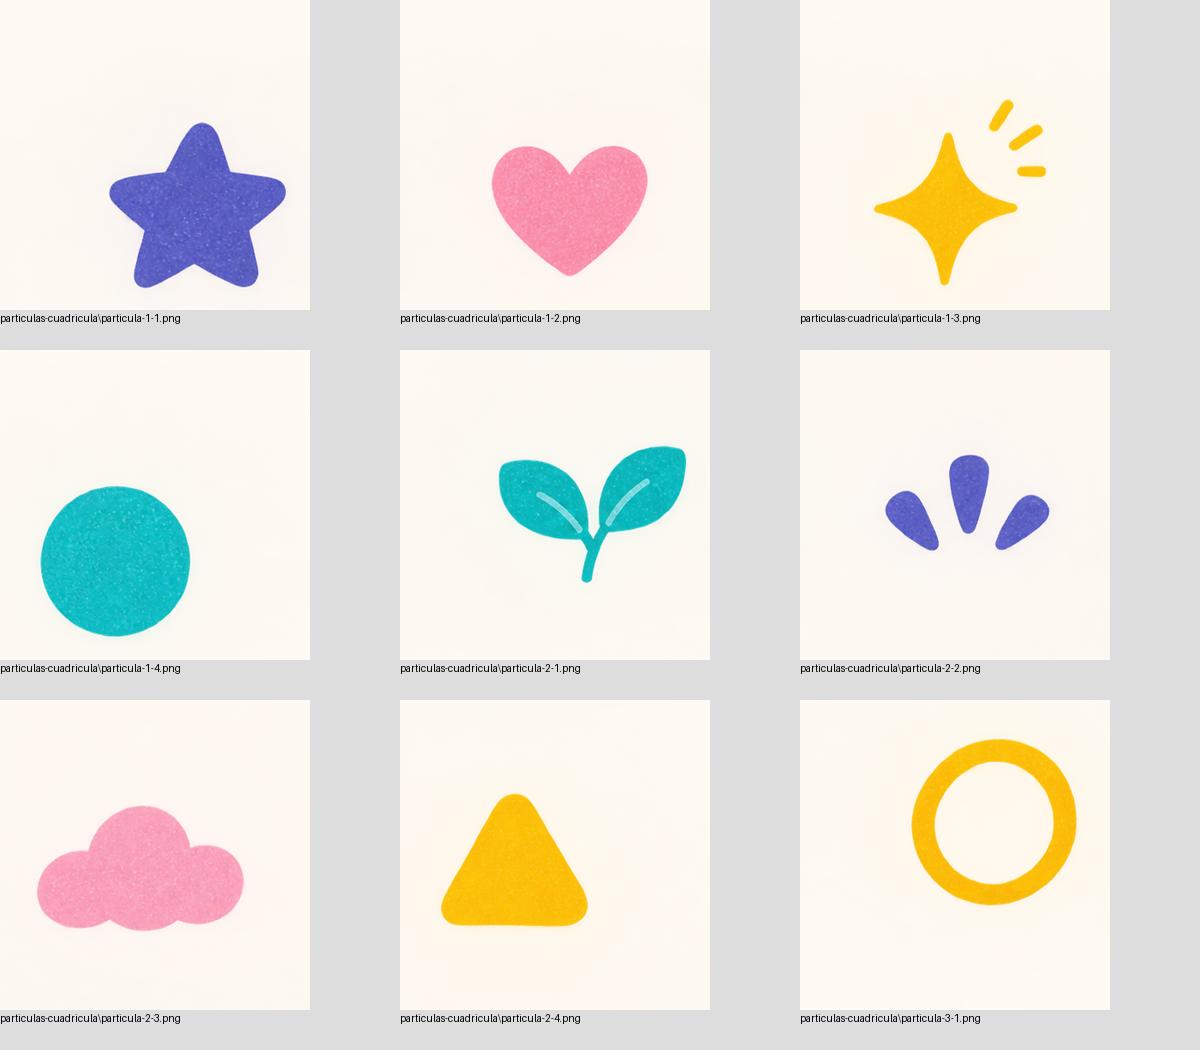 particulas-cuadricula\particula-1-1.png
particulas-cuadricula\particula-1-2.png
particulas-cuadricula\particula-1-3.png
particulas-cuadricula\particula-1-4.png
particulas-cuadricula\particula-2-1.png
particulas-cuadricula\particula-2-2.png
particulas-cuadricula\particula-2-3.png
particulas-cuadricula\particula-2-4.png
particulas-cuadricula\particula-3-1.png